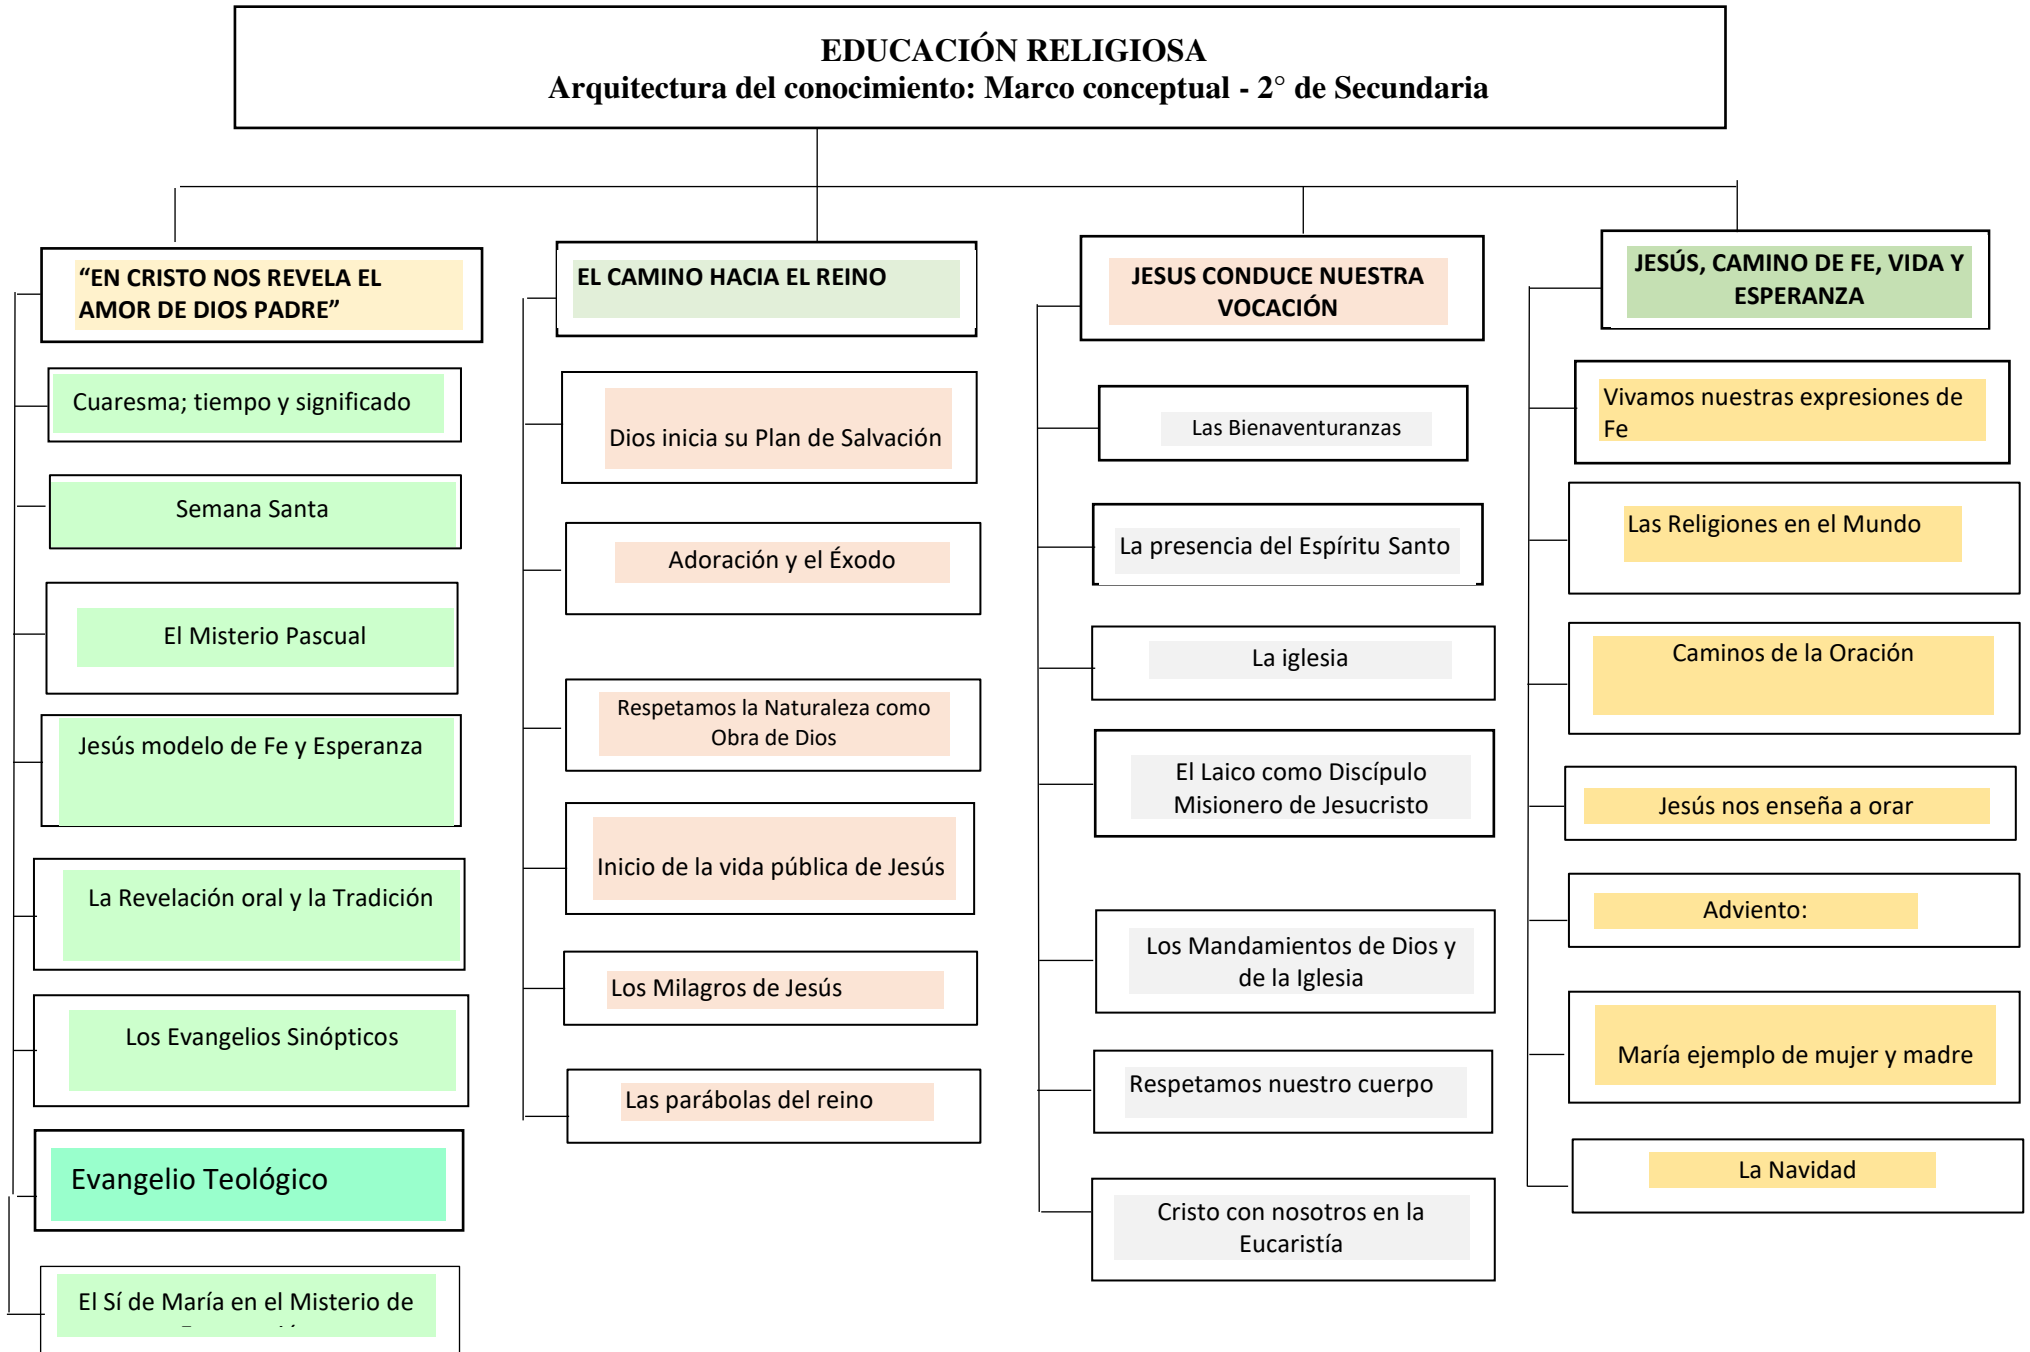 EDUCACIÓN RELIGIOSA
Arquitectura del conocimiento: Marco conceptual - 2° de Secundaria
“EN CRISTO NOS REVELA EL
AMOR DE DIOS PADRE”
Cuaresma; tiempo y significado
Semana Santa
El Misterio Pascual
Jesús modelo de Fe y Esperanza
La Revelación oral y la Tradición
Los Evangelios Sinópticos
Evangelio Teológico
El Sí de María en el Misterio de
EL CAMINO HACIA EL REINO
Dios inicia su Plan de Salvación
Adoración y el Éxodo
Respetamos la Naturaleza como
Obra de Dios
Inicio de la vida pública de Jesús
Los Milagros de Jesús
Las parábolas del reino
JESUS CONDUCE NUESTRA
VOCACIÓN
Las Bienaventuranzas
La presencia del Espíritu Santo
La iglesia
El Laico como Discípulo
Misionero de Jesucristo
Los Mandamientos de Dios y
de la Iglesia
Respetamos nuestro cuerpo
Cristo con nosotros en la
Eucaristía
JESÚS, CAMINO DE FE, VIDA Y
ESPERANZA
Vivamos nuestras expresiones de
Fe
Las Religiones en el Mundo
Caminos de la Oración
Jesús nos enseña a orar
Adviento:
María ejemplo de mujer y madre
La Navidad